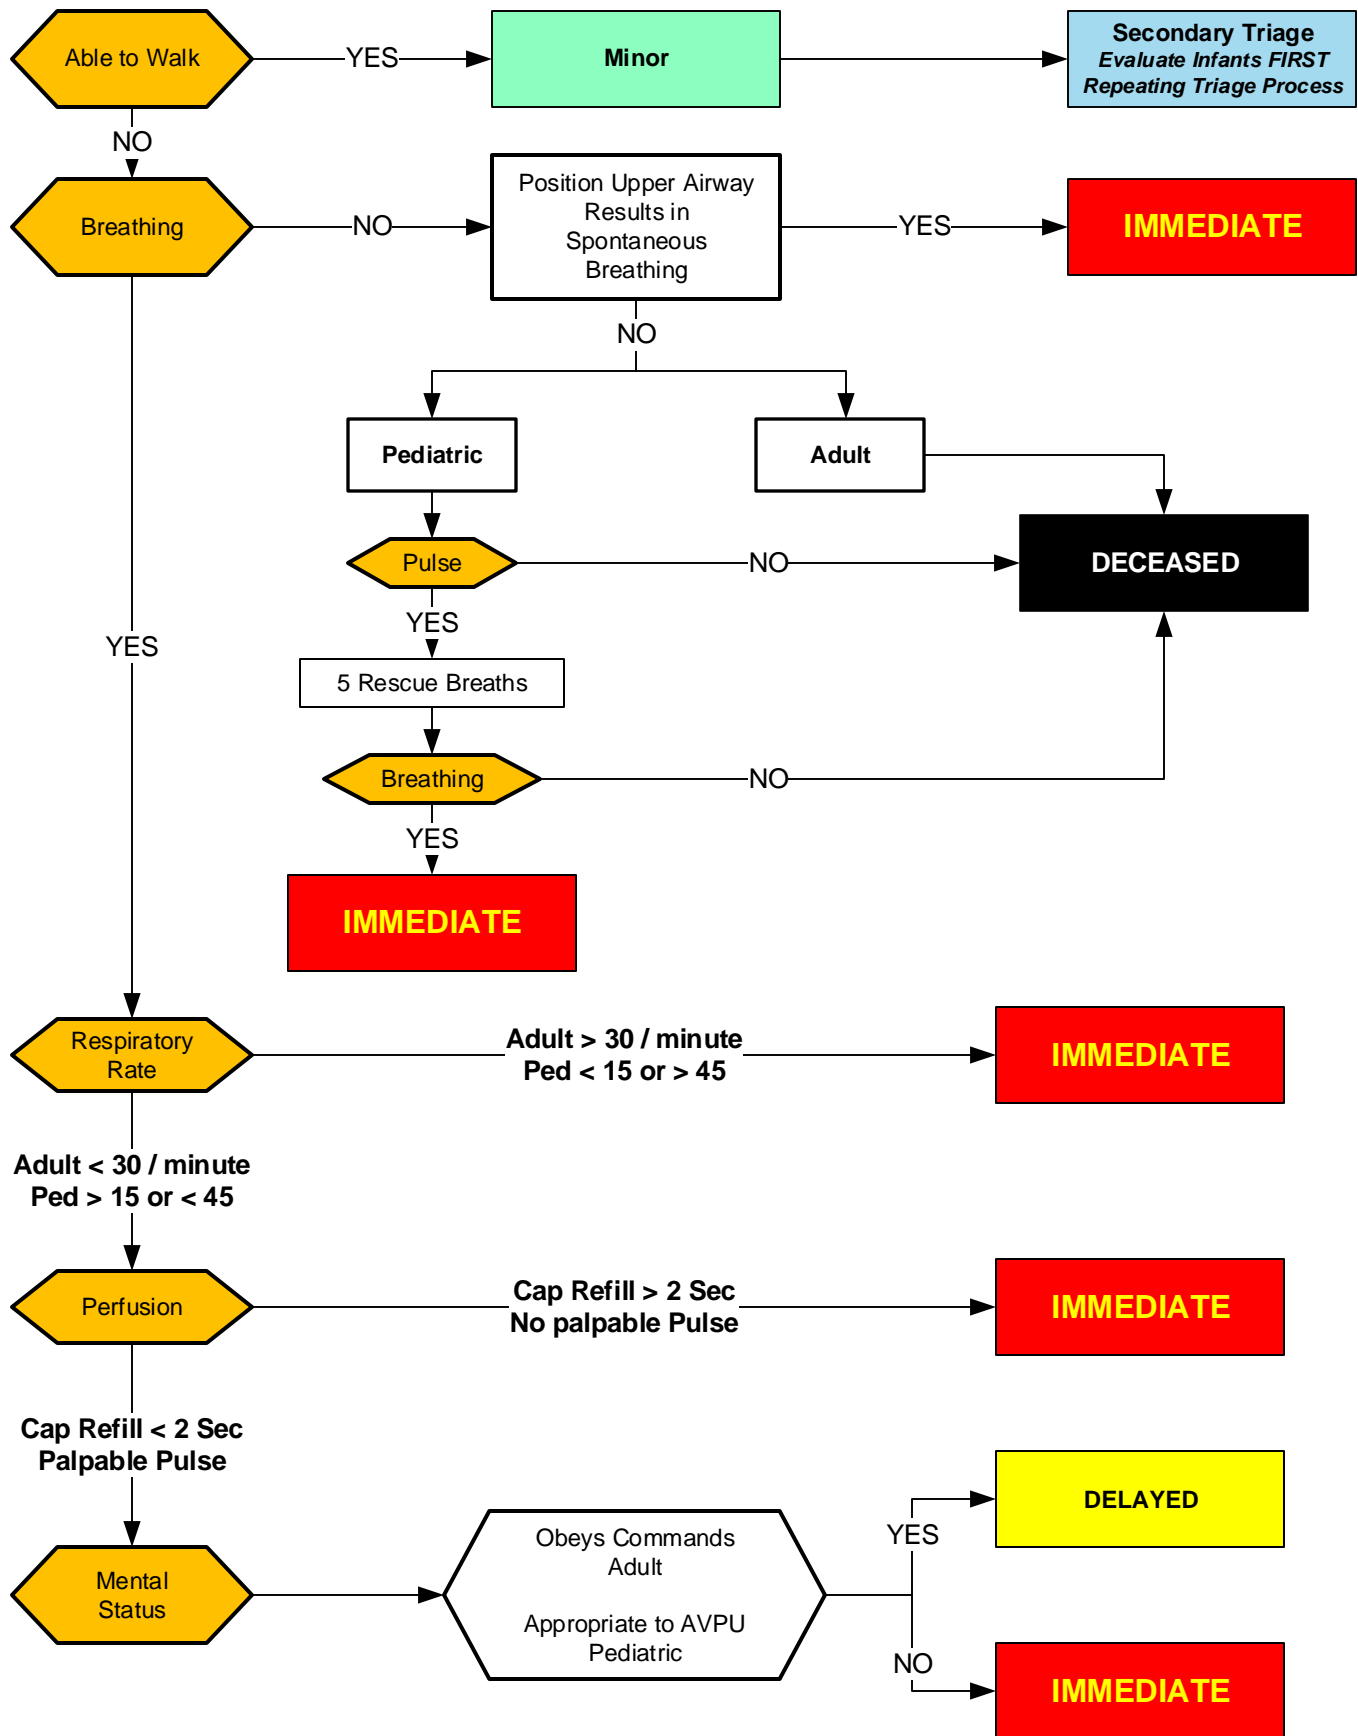 Able to Walk
YES
Minor
Secondary Triage
Evaluate Infants FIRST
Repeating Triage Process
NO
Breathing
NO
Position Upper Airway
Results in
Spontaneous
Breathing
YES
IMMEDIATE
NO
Pediatric
Adult
Pulse
NO
DECEASED
YES
YES
5 Rescue Breaths
Breathing
NO
YES
IMMEDIATE
Respiratory
Rate
Adult > 30 / minute
Ped < 15 or > 45
IMMEDIATE
Adult < 30 / minute
Ped > 15 or < 45
Perfusion
Cap Refill > 2 Sec
No palpable Pulse
IMMEDIATE
Cap Refill < 2 Sec
Palpable Pulse
Mental
Status
Obeys Commands
Adult
Appropriate to AVPU
Pediatric
YES
DELAYED
NO
IMMEDIATE